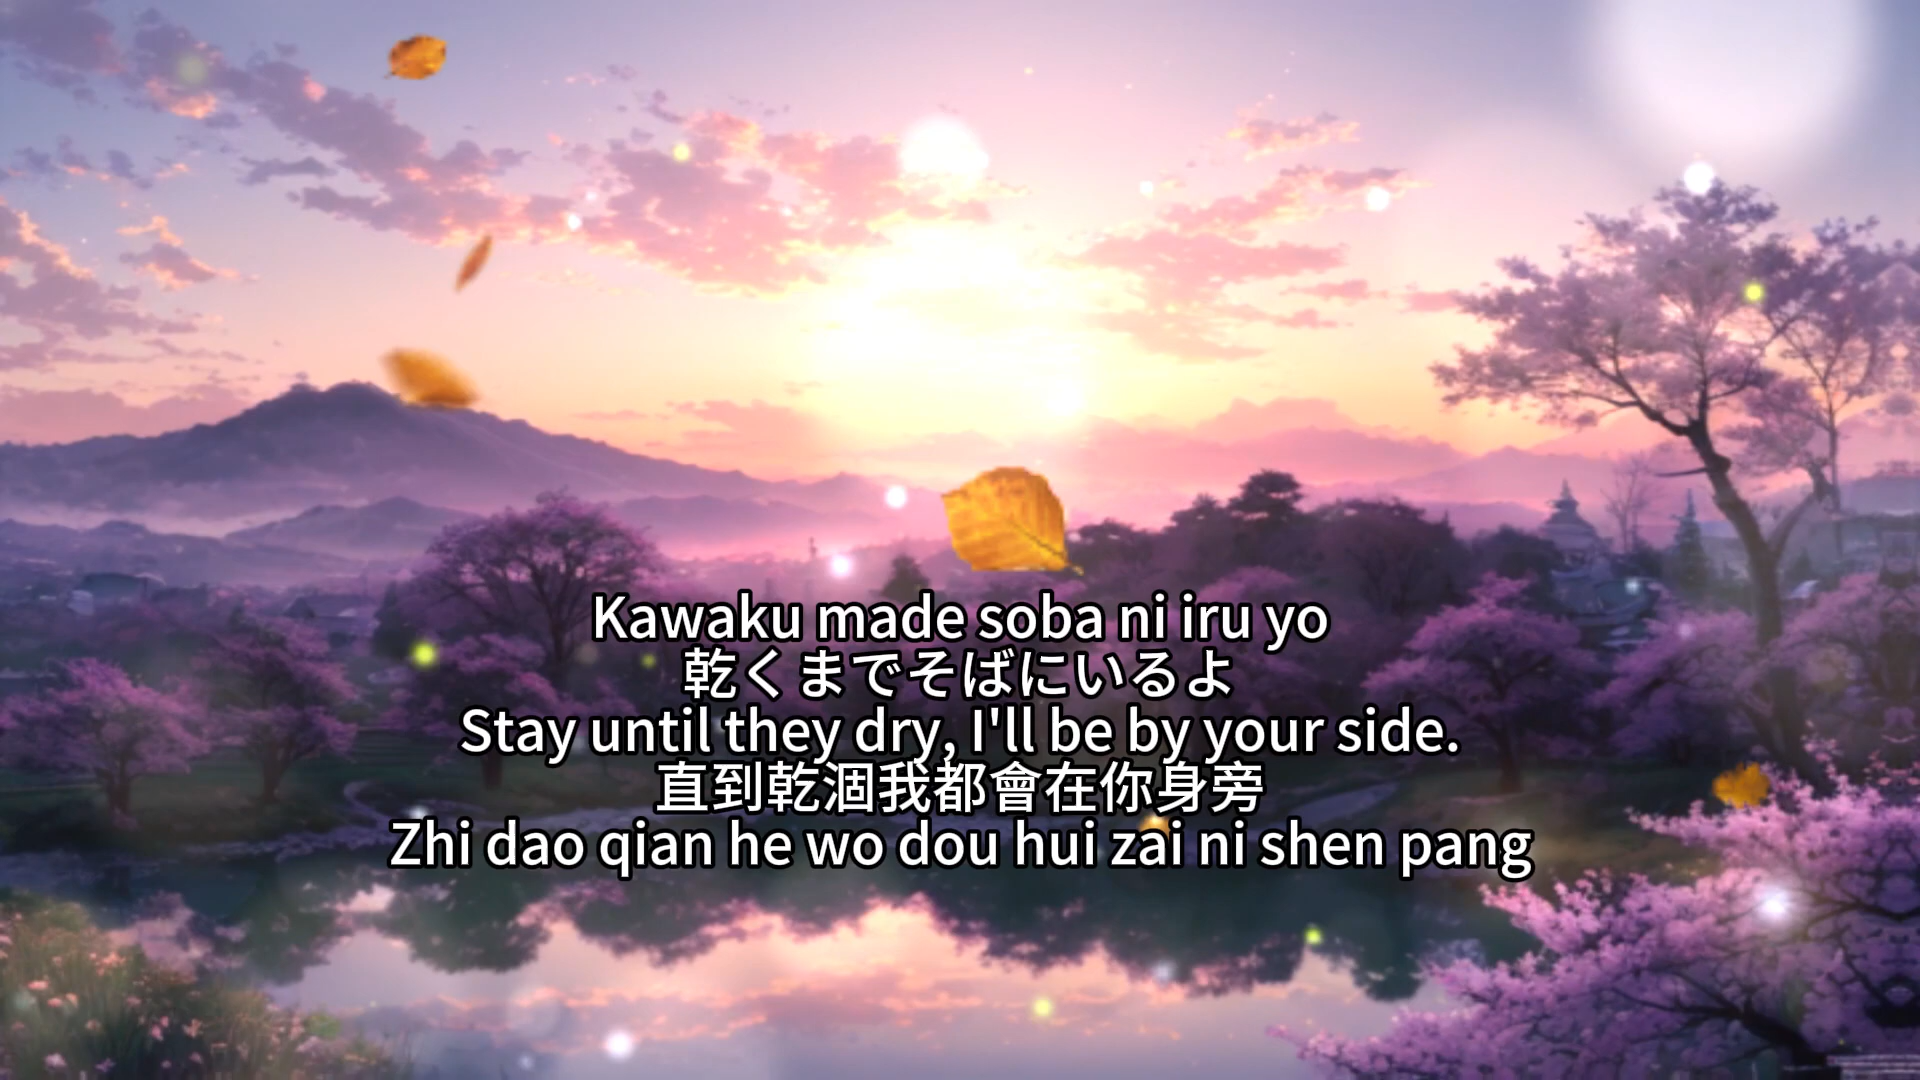 Kawaku made soba ni iru yo
乾くまでそばにいるよ
Stay until they dry, I'll be by your side.
直到乾涸我都會在你身旁
Zhi dao qian he wo dou hui zai ni shen pang